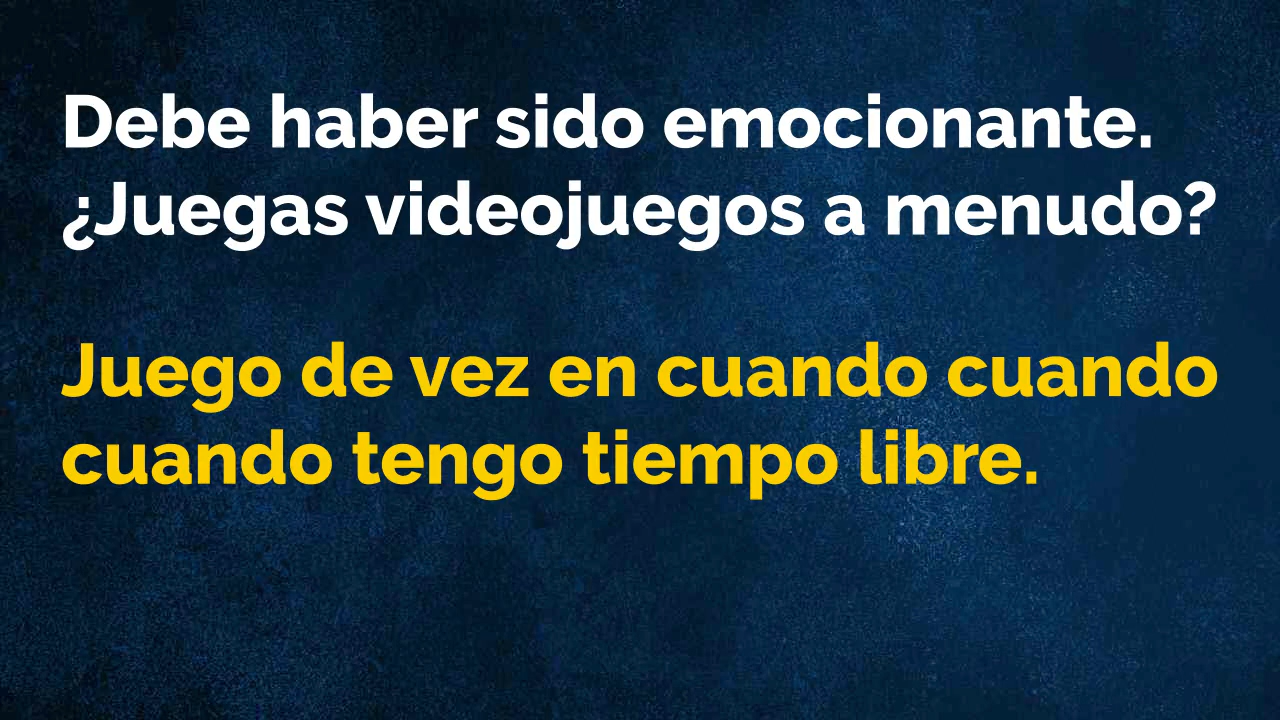 Debe haber sido emocionante.
¿Juegas videojuegos a menudo?
Juego de vez en cuando cuando
cuando tengo tiempo libre.